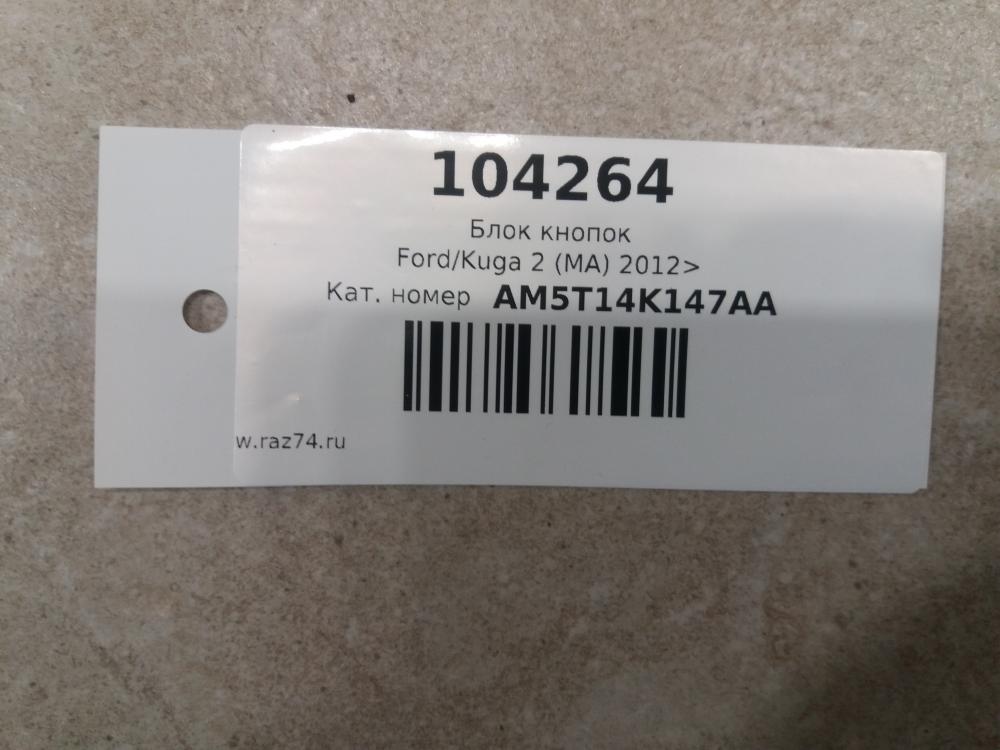 104264
Блок кнопок
Ford/Kuga 2 (MA) 2012>
Кат. номер AM5T14K147AA
w.raz74.ru